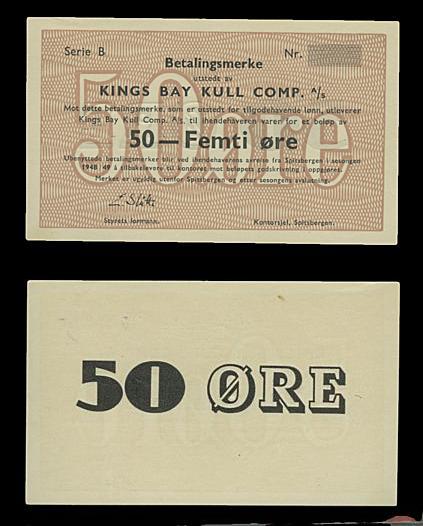 Serie B Nr.
Betalingsmerke
utstedt av
KINGS BAY KULL COMP. A/s
Mot dette betalingsmerke, som er utstedt for tilgodehavende lønn, utleverer
Kings Bay Kull Comp. A/s. til ihendehaveren varer for et beløp av
50 — Femti øre
Ubenyttede betalingsmerker blir ved ihendehaverens avreise fra Spitsbergen i sesongen
1948/49 å tilbakelevere til kontoret mot beløpets godskrivning i oppgjøret.
Merket er ugyldig utenfor Spitsbergen og etter sesongens avslutning.
Styrets formann. Kontorsjef, Spitsbergen.
50 ØRE